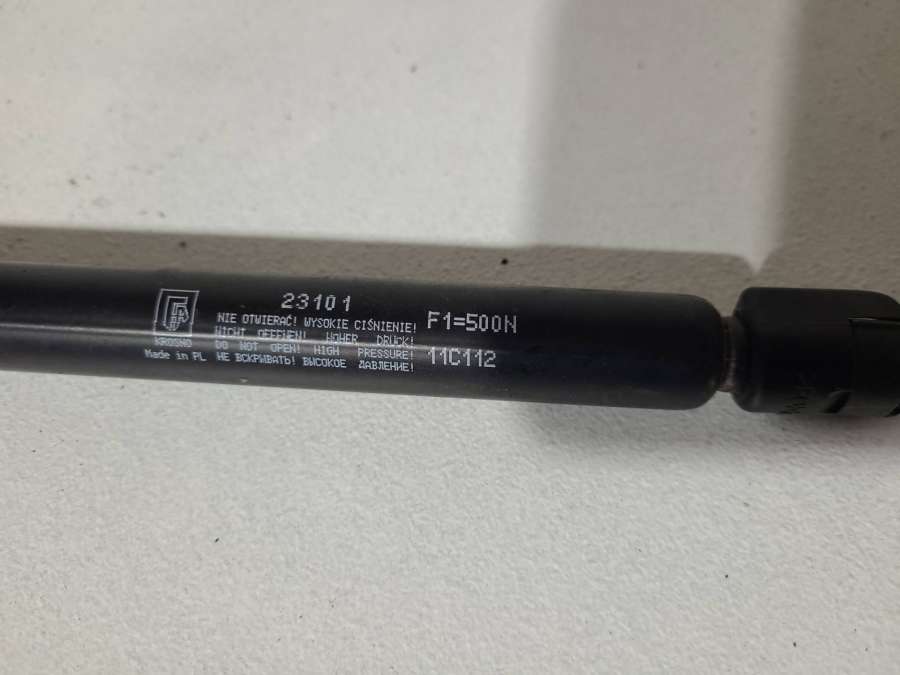 23101
NIE OTWIERAĆ! WYSOKIE CIŚNIENIE!
NICHT OEFFNEN! HOHER DRUCK!
DO NOT OPEN! HIGH PRESSURE!
НЕ ВСКРЫВАТЬ! ВЫСОКОЕ ДАВЛЕНИЕ!
KROSNO
Made in PL
F1=500N
11C112